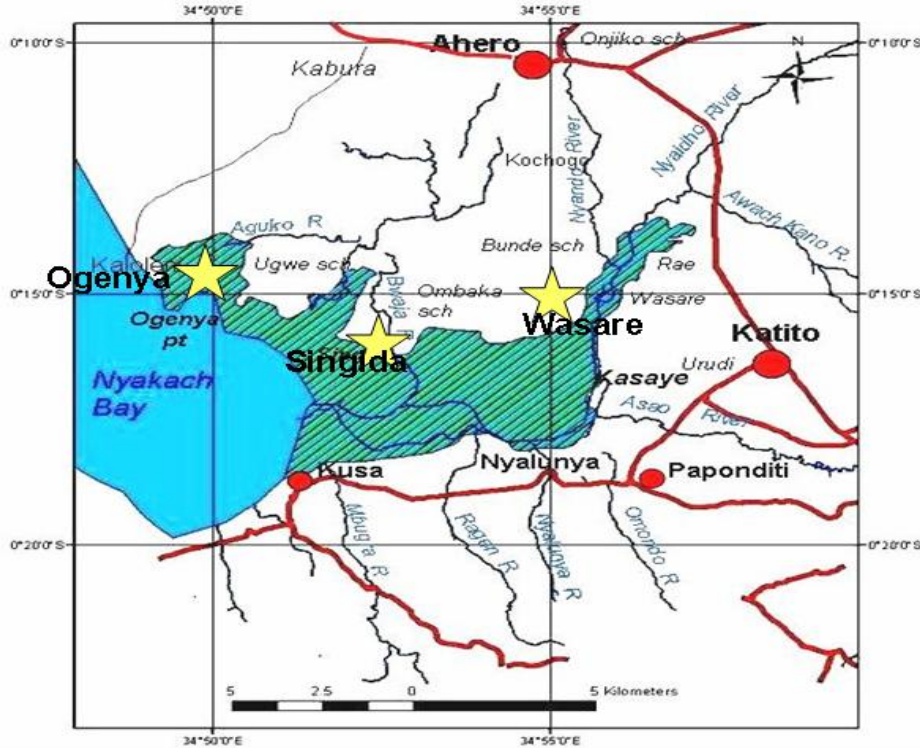 34°50'0"E
34°55'0"E
0°10'0"S
0°10'0"S
Ahero
Onjiko sch
N
Kabura
Kochogo
Nyando River
Nyaidho River
Awach Kano R.
Aguko R
Bunde sch
Ugwe sch
Rae
Ogenya
0°15'0"S
0°15'0"S
Ombaka
sch
Wasare
Wasare
Ogenya
pt
Singida
Katito
Urudi
Nyakach
Bay
Kasaye
Asao River
Kusa
Nyalunya
Paponditi
Mbugra R
Ragen R
Nyalunya R
Omondo R
0°20'0"S
0°20'0"S
5
2.5
0
5 Kilometers
34°50'0"E
34°55'0"E